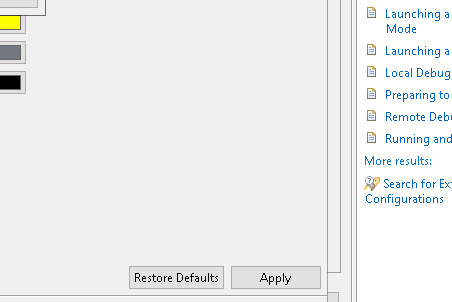 Launching a
Mode
Launching a
Local Debug
Preparing to
Remote Deb
Running and
More results:
Search for Ex
Configurations
Restore Defaults
Apply